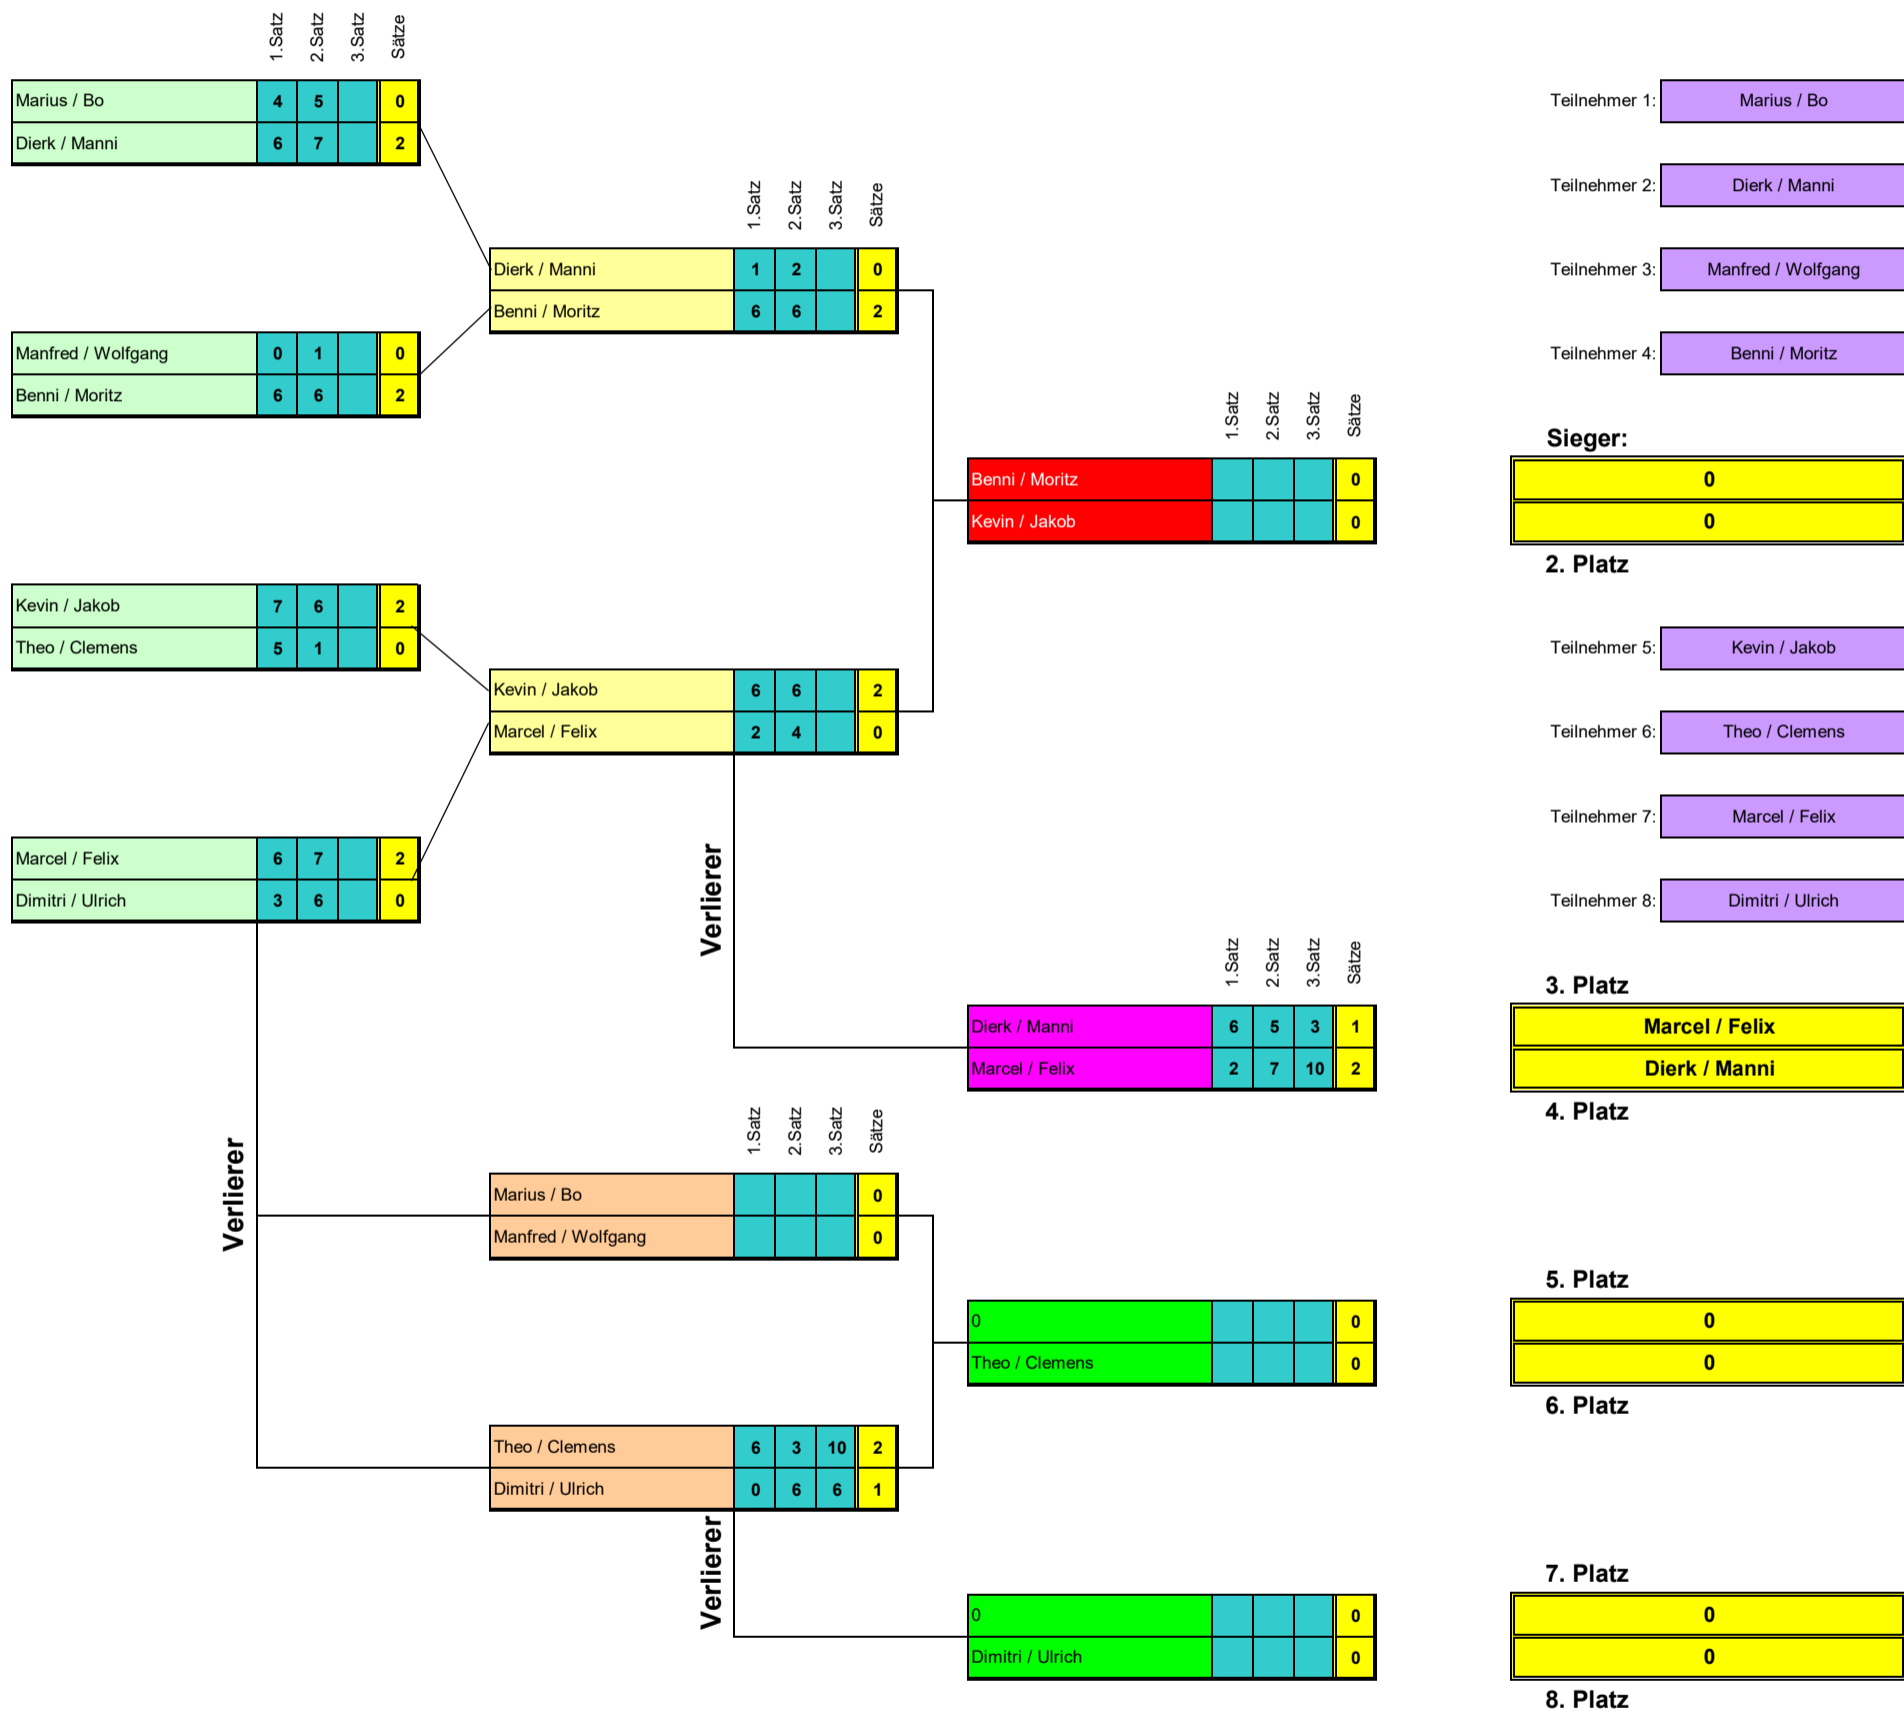 1.Satz 2.Satz 3.Satz Sätze
Marius / Bo 4 5 0
Teilnehmer 1: Marius / Bo
Dierk / Manni 6 7 2
Teilnehmer 2: Dierk / Manni
1.Satz 2.Satz 3.Satz Sätze
Dierk / Manni 1 2 0
Teilnehmer 3: Manfred / Wolfgang
Benni / Moritz 6 6 2
Manfred / Wolfgang 0 1 0
Teilnehmer 4: Benni / Moritz
Benni / Moritz 6 6 2
1.Satz 2.Satz 3.Satz Sätze
Sieger:
Benni / Moritz 0
0
Kevin / Jakob 0
0
2. Platz
Kevin / Jakob 7 6 2
Theo / Clemens 5 1 0
Teilnehmer 5: Kevin / Jakob
Kevin / Jakob 6 6 2
Marcel / Felix 2 4 0
Teilnehmer 6: Theo / Clemens
Teilnehmer 7: Marcel / Felix
Marcel / Felix 6 7 2
Dimitri / Ulrich 3 6 0
Verlierer
Teilnehmer 8: Dimitri / Ulrich
1.Satz 2.Satz 3.Satz Sätze
3. Platz
Dierk / Manni 6 5 3 1
Marcel / Felix
Marcel / Felix 2 7 10 2
Dierk / Manni
4. Platz
1.Satz 2.Satz 3.Satz Sätze
Verlierer
Marius / Bo 0
Manfred / Wolfgang 0
5. Platz
0 0
0
Theo / Clemens 0
0
6. Platz
Theo / Clemens 6 3 10 2
Dimitri / Ulrich 0 6 6 1
Verlierer
7. Platz
0 0
0
Dimitri / Ulrich 0
0
8. Platz